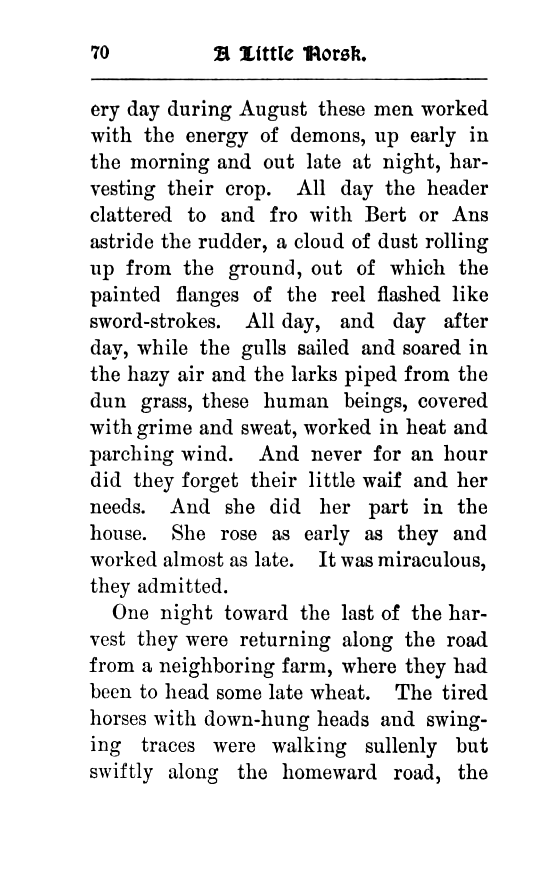 70 A Little Norsk.
ery day during August these men worked
with the energy of demons, up early in
the morning and out late at night, har-
vesting their crop. All day the header
clattered to and fro with Bert or Ans
astride the rudder, a cloud of dust rolling
up from the ground, out of which the
painted flanges of the reel flashed like
sword-strokes. All day, and day after
day, while the gulls sailed and soared in
the hazy air and the larks piped from the
dun grass, these human beings, covered
with grime and sweat, worked in heat and
parching wind. And never for an hour
did they forget their little waif and her
needs. And she did her part in the
house. She rose as early as they and
worked almost as late. It was miraculous,
they admitted.
One night toward the last of the har-
vest they were returning along the road
from a neighboring farm, where they had
been to head some late wheat. The tired
horses with down-hung heads and swing-
ing traces were walking sullenly but
swiftly along the homeward road, the